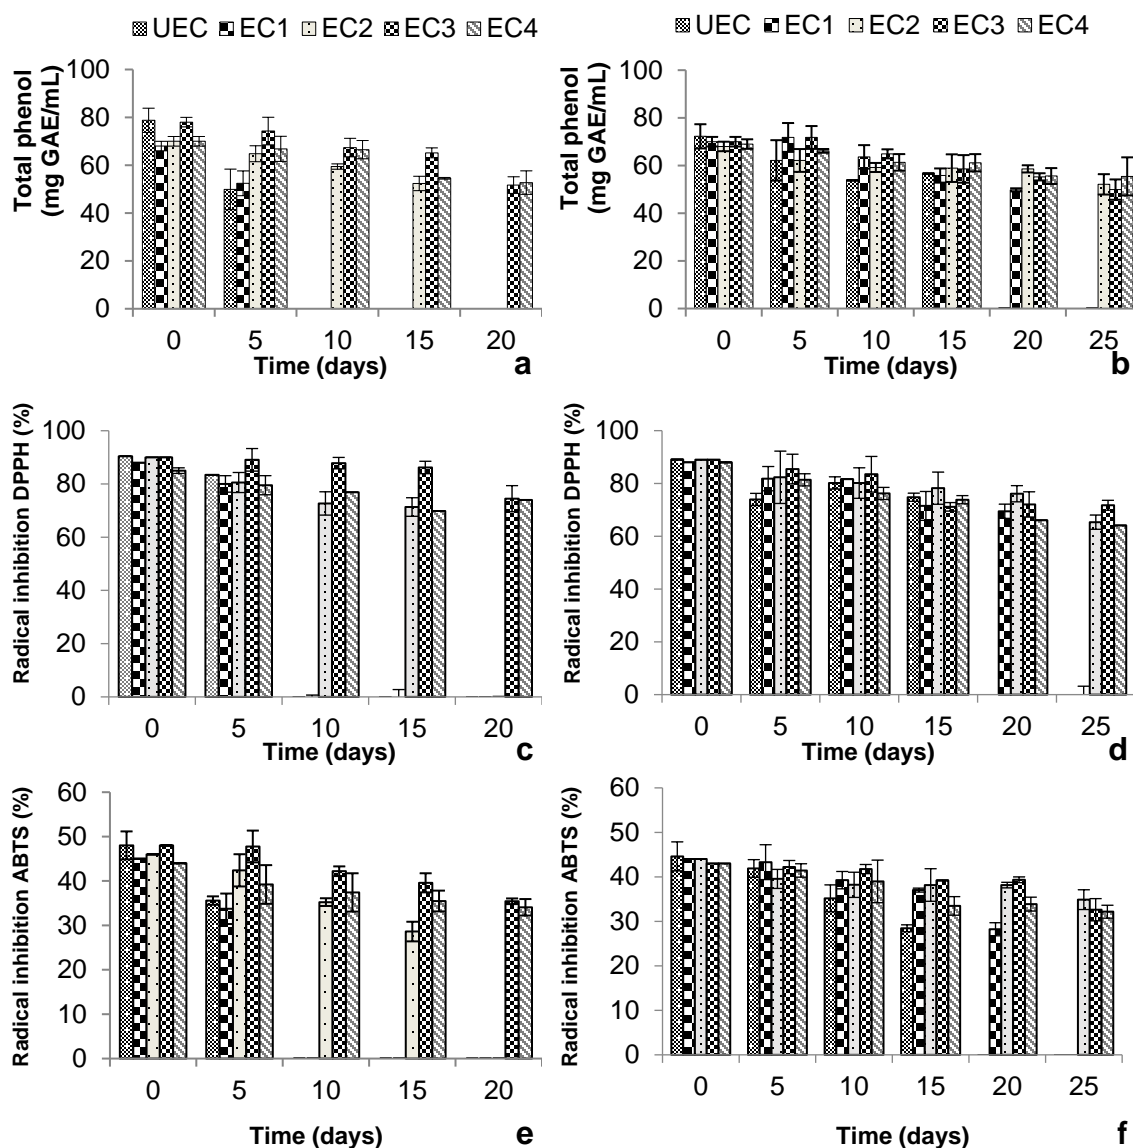 UEC EC1 EC2 EC3 EC4
Total phenol
(mg GAE/mL)
100
80
60
40
20
0
0 5 10 15 20
Time (days)
a
UEC EC1 EC2 EC3 EC4
Total phenol
(mg GAE/mL)
100
80
60
40
20
0
0 5 10 15 20 25
Time (days)
b
Radical inhibition DPPH (%)
100
80
60
40
20
0
0 5 10 15 20
Time (days)
c
Radical inhibition DPPH (%)
100
80
60
40
20
0
0 5 10 15 20 25
Time (days)
d
Radical inhibition ABTS (%)
60
50
40
30
20
10
0
0 5 10 15 20
Time (days)
e
Radical inhibition ABTS (%)
60
50
40
30
20
10
0
0 5 10 15 20 25
Time (days)
f